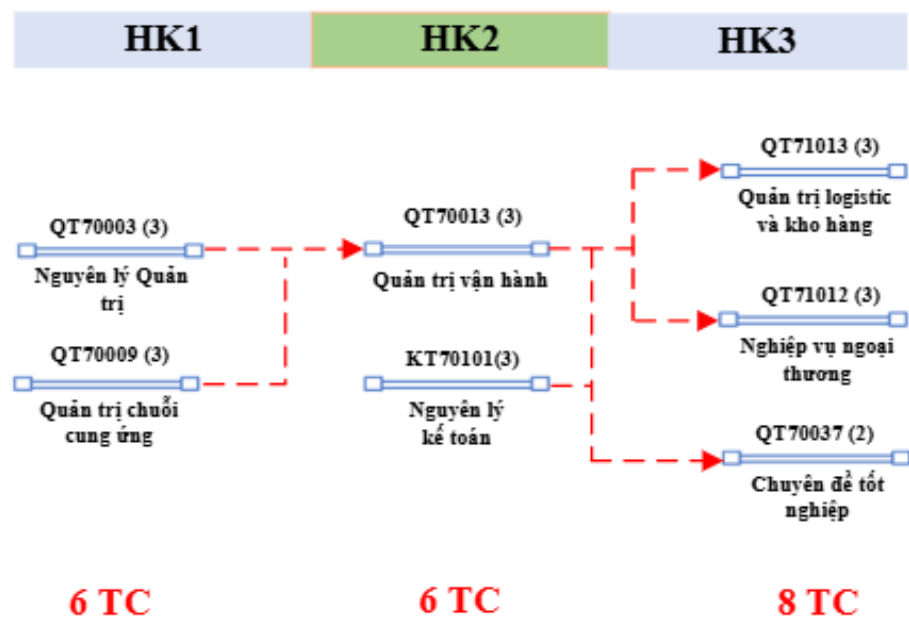 HK1
HK2
HK3
QT70003 (3)
Nguyên lý Quản
trị
QT70009 (3)
Quản trị chuỗi
cung ứng
QT70013 (3)
Quản trị vận hành
KT70101(3)
Nguyên lý
kế toán
QT71013 (3)
Quản trị logistic
và kho hàng
QT71012 (3)
Nghiệp vụ ngoại
thương
QT70037 (2)
Chuyên đề tốt
nghiệp
6 TC
6 TC
8 TC